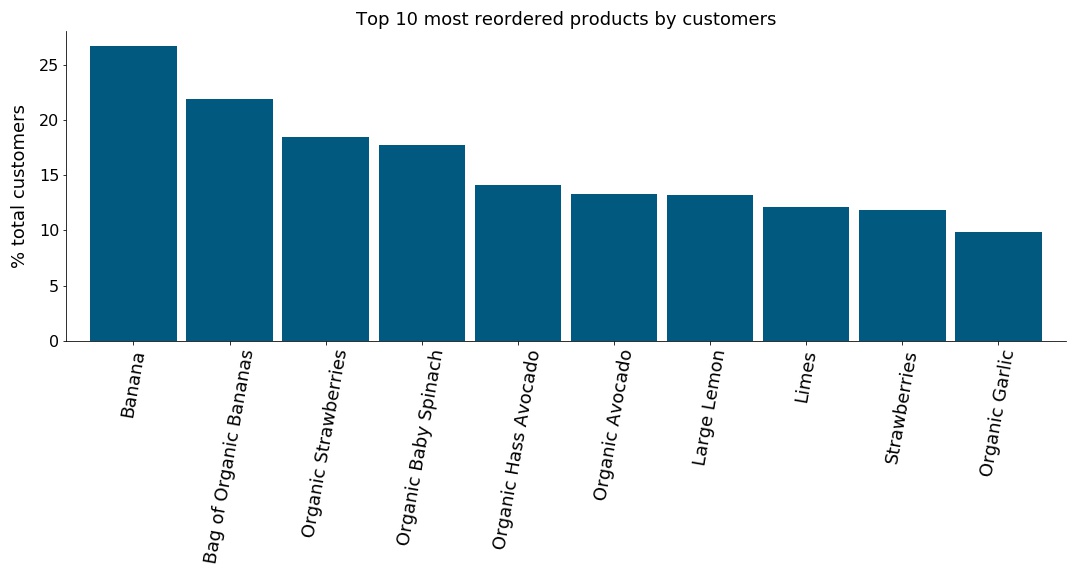 Top 10 most reordered products by customers
% total customers
25
20
15
10
5
0
Banana
Bag of Organic Bananas
Organic Strawberries
Organic Baby Spinach
Organic Hass Avocado
Organic Avocado
Large Lemon
Limes
Strawberries
Organic Garlic